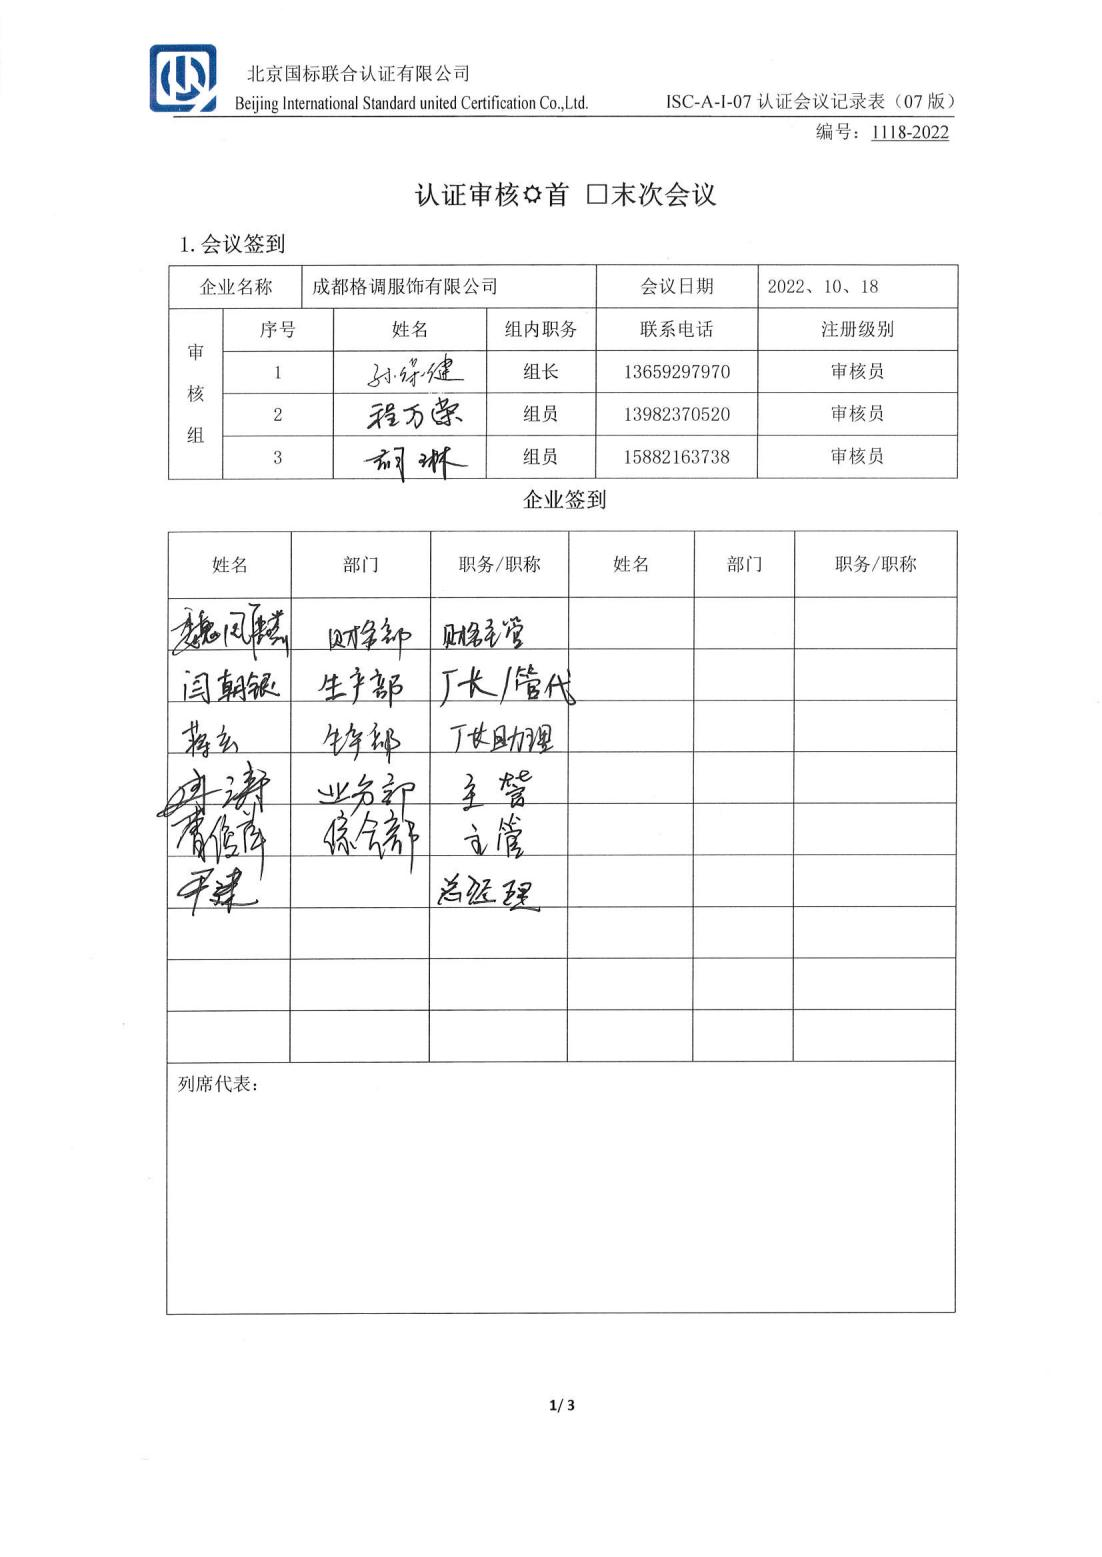 北京国标联合认证有限公司
Beijing International Standard united Certification Co.,Ltd. ISC-A-I-07 认证会议记录表（07 版）
编号：1118-2022
认证审核✡首 □末次会议
1. 会议签到
企业名称 成都格调服饰有限公司 会议日期 2022、10、18
审核组 序号 姓名 组内职务 联系电话 注册级别
1 孙保健 组长 13659297970 审核员
2 程万荣 组员 13982370520 审核员
3 胡琳 组员 15882163738 审核员
企业签到
姓名 部门 职务/职称 姓名 部门 职务/职称
财务部 财务主管
闫朝银 生产部 厂长/管代
蒋玄 生产部 厂长助理
涛 业务部 主管
综合部 主管
尹建 总经理
列席代表：
1/ 3